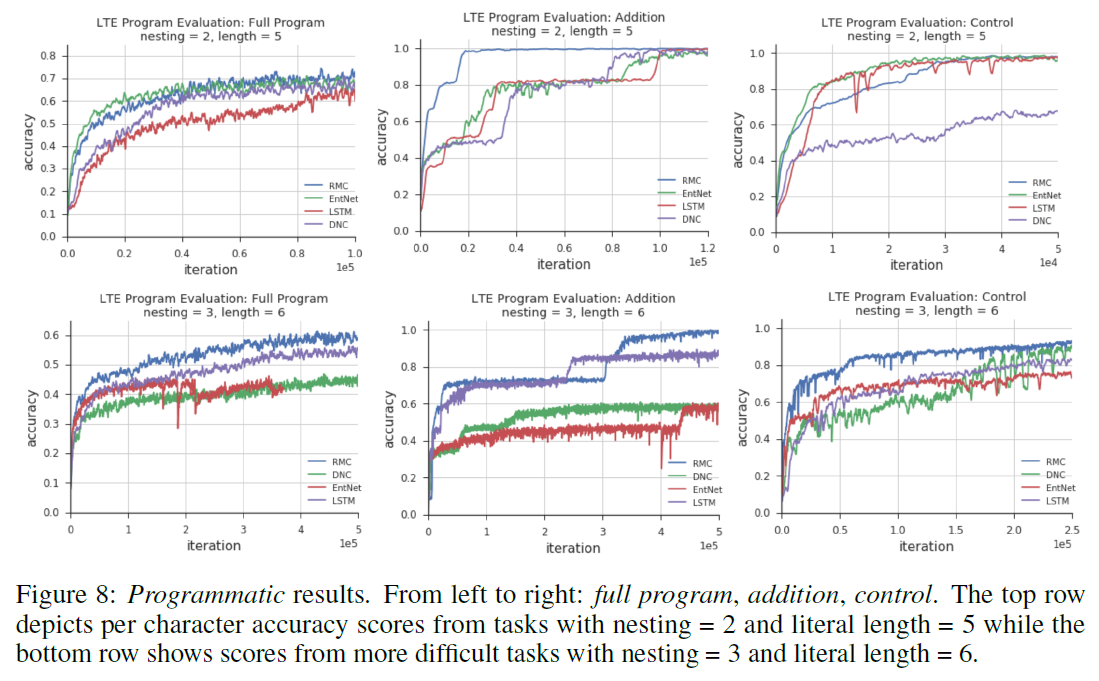 LTE Program Evaluation: Full Program
nesting = 2, length = 5
accuracy
0.8
0.7
0.6
0.5
0.4
0.3
0.2
0.1
0.0
RMC
EntNet
LSTM
DNC
0.0 0.2 0.4 0.6 0.8 1.0
iteration
1e5
LTE Program Evaluation: Addition
nesting = 2, length = 5
accuracy
1.0
0.8
0.6
0.4
0.2
0.0
RMC
EntNet
LSTM
DNC
0.0 0.2 0.4 0.6 0.8 1.0 1.2
iteration
1e5
LTE Program Evaluation: Control
nesting = 2, length = 5
accuracy
1.0
0.8
0.6
0.4
0.2
0.0
RMC
EntNet
LSTM
DNC
0 1 2 3 4 5
iteration
1e4
LTE Program Evaluation: Full Program
nesting = 3, length = 6
accuracy
0.6
0.5
0.4
0.3
0.2
0.1
0.0
RMC
DNC
EntNet
LSTM
0 1 2 3 4 5
iteration
1e5
LTE Program Evaluation: Addition
nesting = 3, length = 6
accuracy
1.0
0.8
0.6
0.4
0.2
0.0
RMC
DNC
EntNet
LSTM
0 1 2 3 4 5
iteration
1e5
LTE Program Evaluation: Control
nesting = 3, length = 6
accuracy
1.0
0.8
0.6
0.4
0.2
0.0
RMC
DNC
EntNet
LSTM
0.0 0.5 1.0 1.5 2.0 2.5
iteration
1e5
Figure 8: Programmatic results. From left to right: full program, addition, control. The top row
depicts per character accuracy scores from tasks with nesting = 2 and literal length = 5 while the
bottom row shows scores from more difficult tasks with nesting = 3 and literal length = 6.